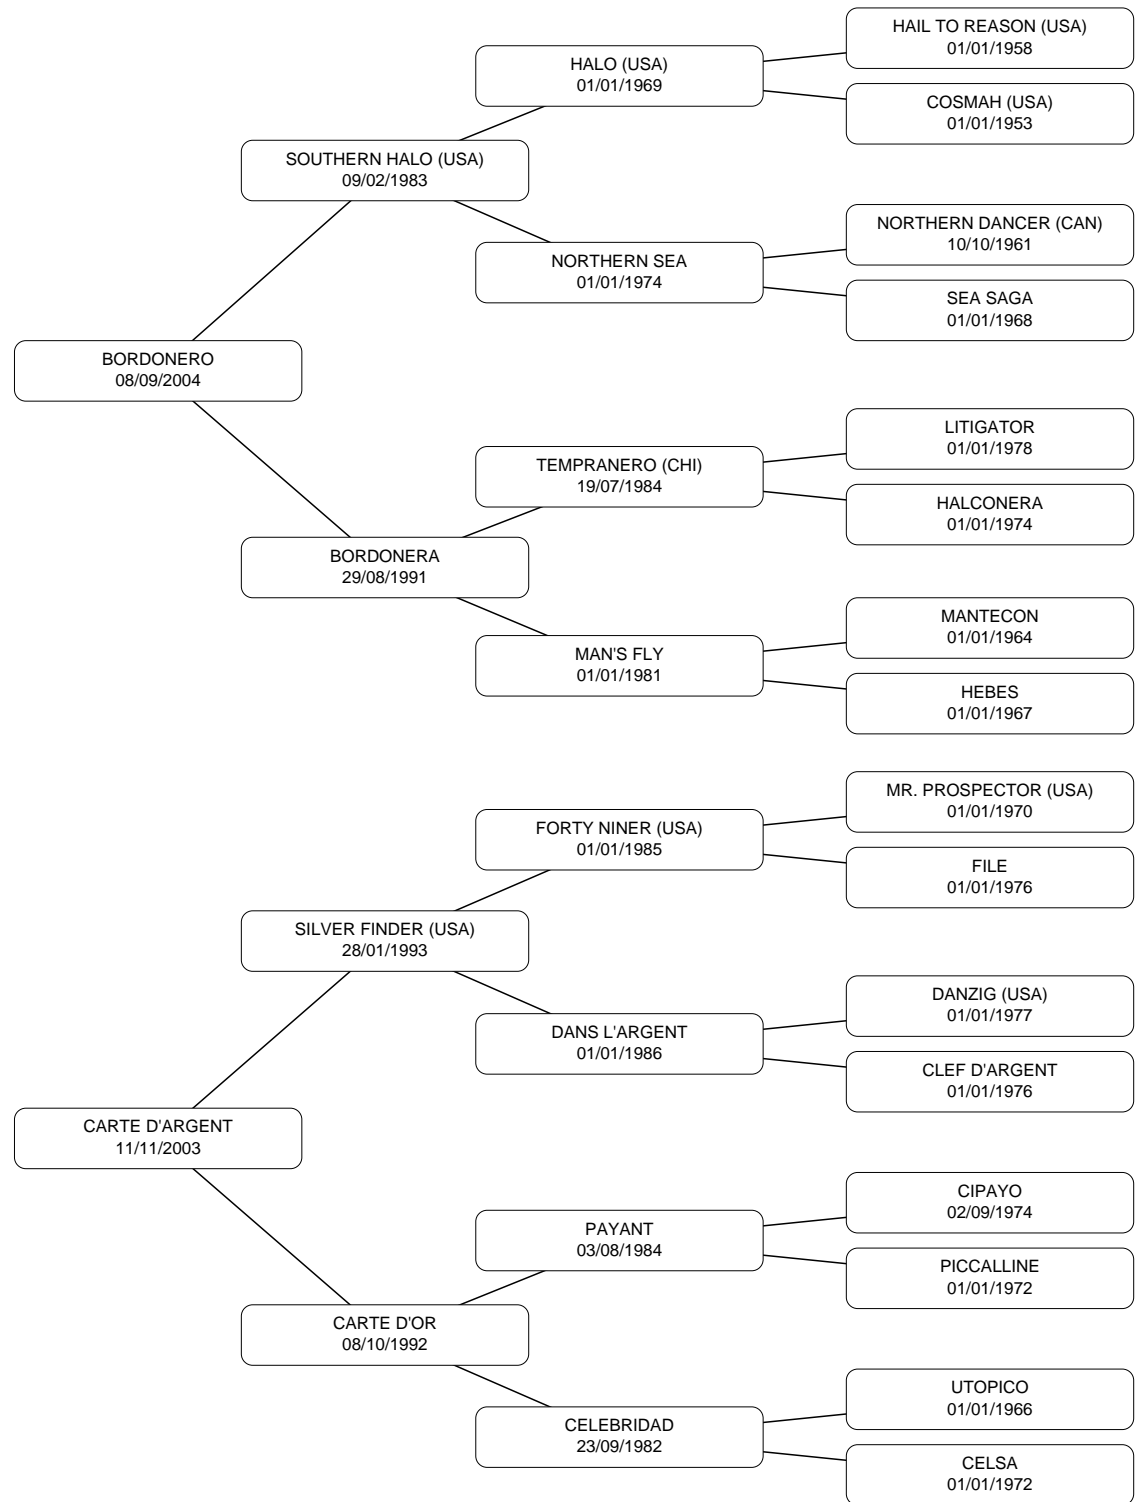 HAIL TO REASON (USA)
01/01/1958
HALO (USA)
01/01/1969
COSMAH (USA)
01/01/1953
SOUTHERN HALO (USA)
09/02/1983
NORTHERN DANCER (CAN)
10/10/1961
NORTHERN SEA
01/01/1974
SEA SAGA
01/01/1968
BORDONERO
08/09/2004
LITIGATOR
01/01/1978
TEMPRANERO (CHI)
19/07/1984
HALCONERA
01/01/1974
BORDONERA
29/08/1991
MANTECON
01/01/1964
MAN'S FLY
01/01/1981
HEBES
01/01/1967
MR. PROSPECTOR (USA)
01/01/1970
FORTY NINER (USA)
01/01/1985
FILE
01/01/1976
SILVER FINDER (USA)
28/01/1993
DANZIG (USA)
01/01/1977
DANS L'ARGENT
01/01/1986
CLEF D'ARGENT
01/01/1976
CARTE D'ARGENT
11/11/2003
CIPAYO
02/09/1974
PAYANT
03/08/1984
PICCALLINE
01/01/1972
CARTE D'OR
08/10/1992
UTOPICO
01/01/1966
CELEBRIDAD
23/09/1982
CELSA
01/01/1972